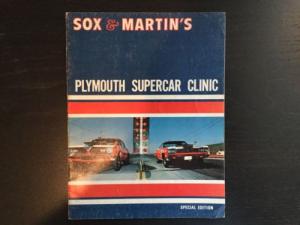 SOX & MARTIN'S
PLYMOUTH SUPERCAR CLINIC
SPECIAL EDITION